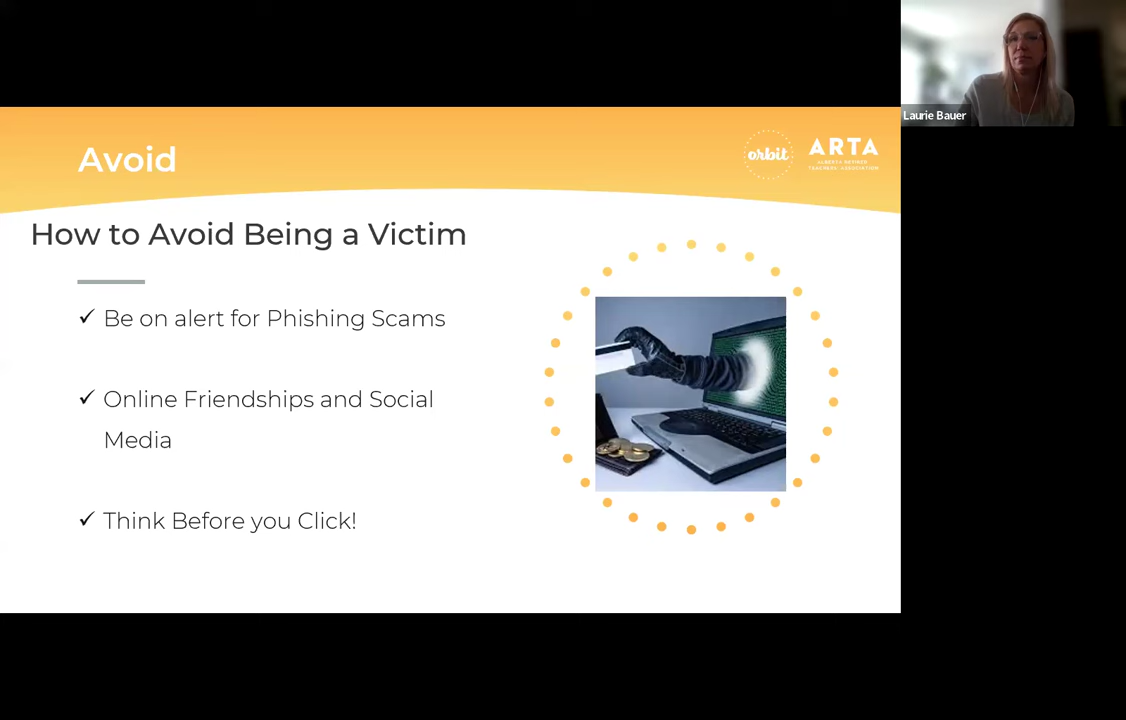 Laurie Bauer
Avoid
orbit
ARTA
ALBERTA RETIRED
TEACHERS' ASSOCIATION
How to Avoid Being a Victim
✓ Be on alert for Phishing Scams
✓ Online Friendships and Social
Media
✓ Think Before you Click!